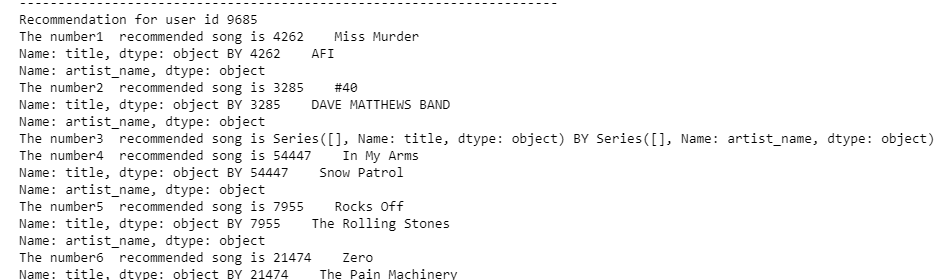 ----------------------------------------------------------------------
Recommendation for user id 9685
The number1  recommended song is 4262    Miss Murder
Name: title, dtype: object BY 4262    AFI
Name: artist_name, dtype: object
The number2  recommended song is 3285    #40
Name: title, dtype: object BY 3285    DAVE MATTHEWS BAND
Name: artist_name, dtype: object
The number3  recommended song is Series([], Name: title, dtype: object) BY Series([], Name: artist_name, dtype: object)
The number4  recommended song is 54447    In My Arms
Name: title, dtype: object BY 54447    Snow Patrol
Name: artist_name, dtype: object
The number5  recommended song is 7955    Rocks Off
Name: title, dtype: object BY 7955    The Rolling Stones
Name: artist_name, dtype: object
The number6  recommended song is 21474    Zero
Name: title, dtype: object BY 21474    The Pain Machinery